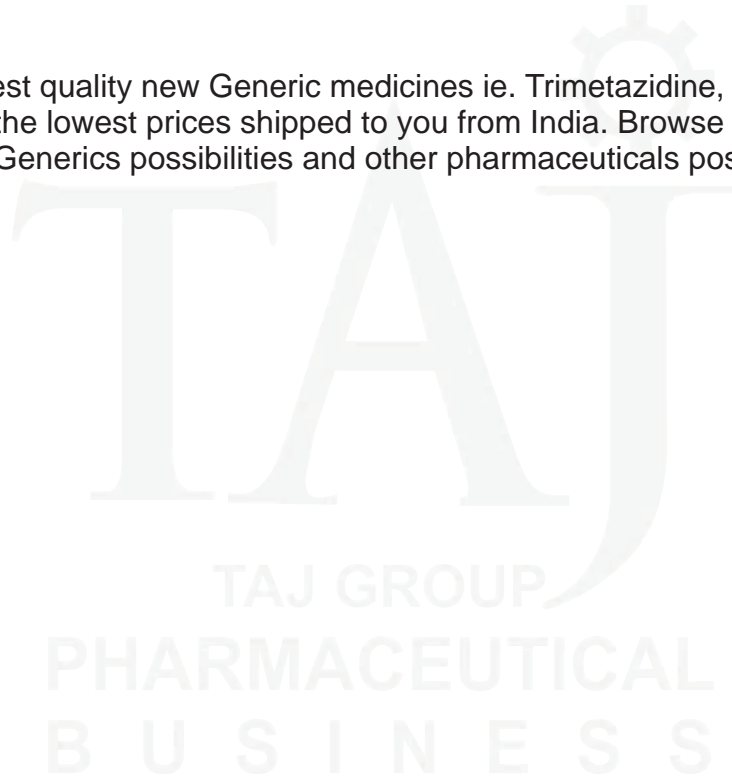 est quality new Generic medicines ie. Trimetazidine,
the lowest prices shipped to you from India. Browse
Generics possibilities and other pharmaceuticals pos
TAJ
TAJ GROUP
PHARMACEUTICAL
BUSINESS